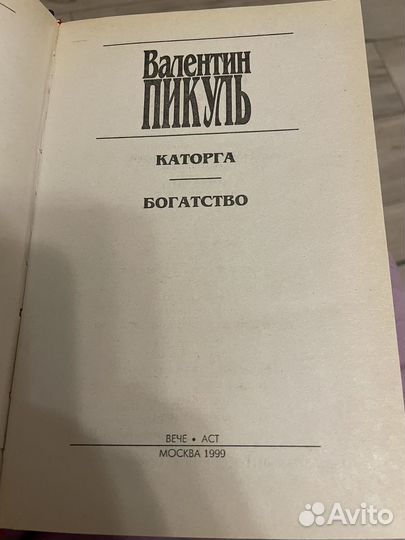 Валентин
ПИКУЛЬ
КАТОРГА
БОГАТСТВО
ВЕЧЕ • АСТ
МОСКВА 1999
Avito